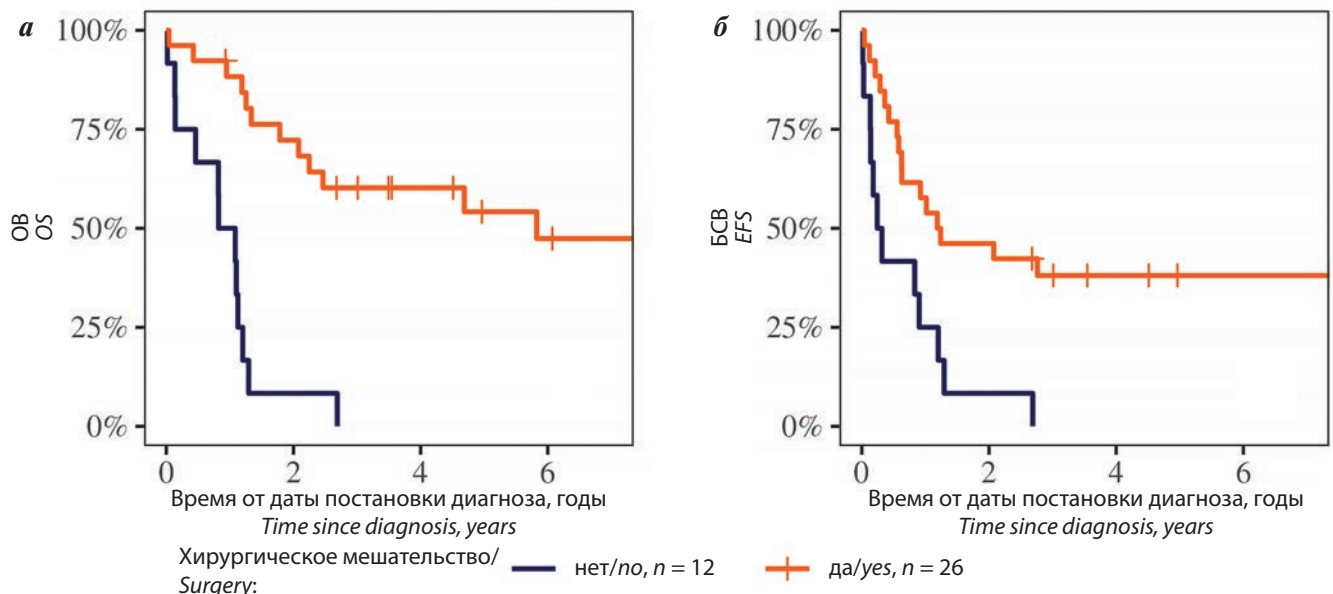 а
100%
75%
50%
25%
0%
ОВ
OS
0 2 4 6
Время от даты постановки диагноза, годы
Time since diagnosis, years
б
100%
75%
50%
25%
0%
БСВ
EFS
0 2 4 6
Время от даты постановки диагноза, годы
Time since diagnosis, years
Хирургическое мешательство/
Surgery:
нет/no, n = 12
да/yes, n = 26